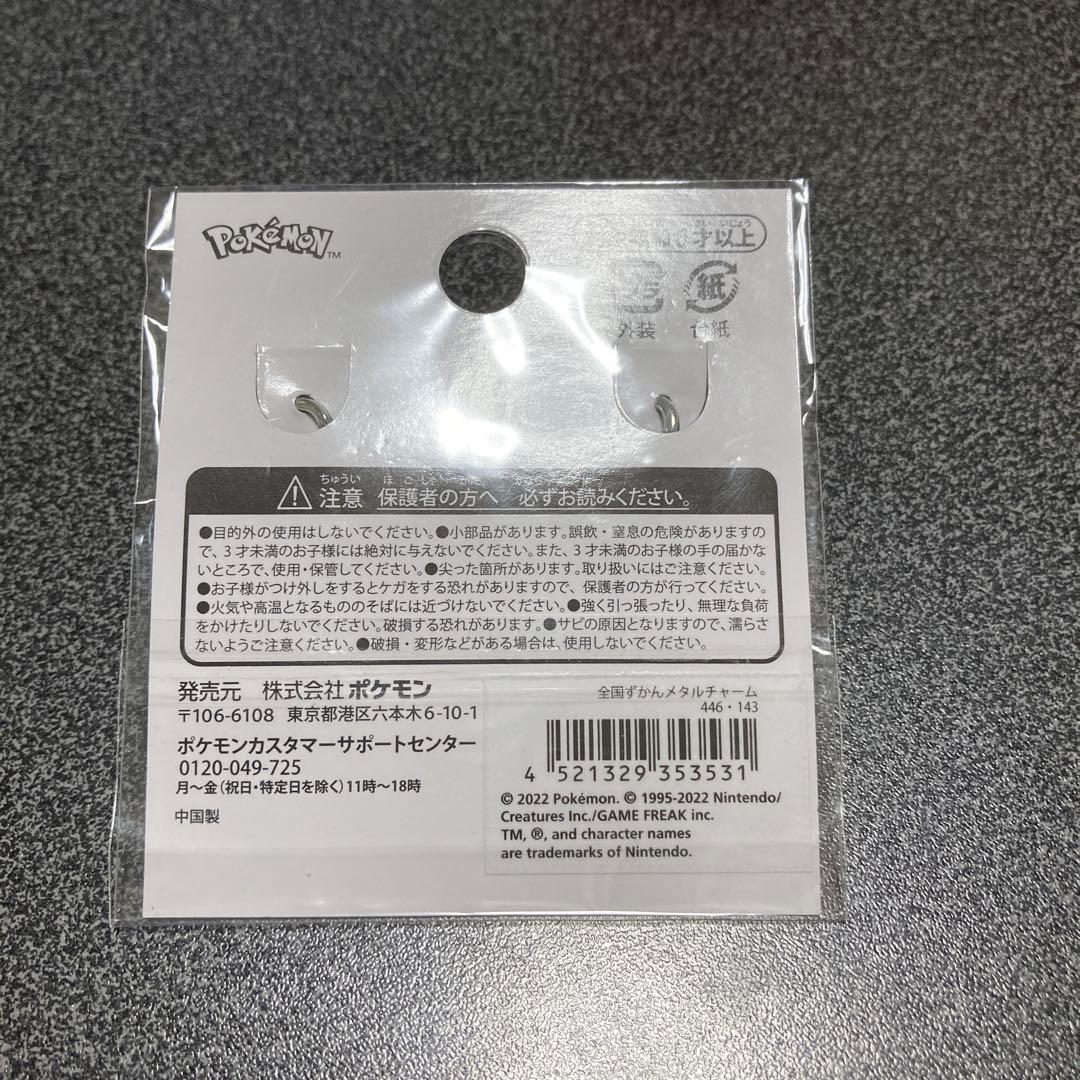 POKéMON™
才以上
いじょう
紙
外装 台紙
ちゅうい
注意 保護者の方へ 必ずお読みください。
●目的外の使用はしないでください。●小部品があります。誤飲・窒息の危険がありますの
で、3才未満のお子様には絶対に与えないでください。また、3才未満のお子様の手の届かな
いところで、使用・保管してください。●尖った箇所があります。取り扱いにはご注意ください。
●お子様がつけ外しをするとケガをする恐れがありますので、保護者の方が行ってください。
●火気や高温となるもののそばには近づけないでください。●強く引っ張ったり、無理な負荷
をかけたりしないでください。破損する恐れがあります。●サビの原因となりますので、濡らさ
ないようご注意ください。●破損・変形などがある場合は、使用しないでください。
発売元 株式会社ポケモン
〒106-6108 東京都港区六本木6-10-1
ポケモンカスタマーサポートセンター
0120-049-725
月〜金(祝日・特定日を除く)11時〜18時
中国製
全国ずかんメタルチャーム
446・143
4 521329 353531
© 2022 Pokémon. © 1995-2022 Nintendo/
Creatures Inc./GAME FREAK inc.
TM, ®, and character names
are trademarks of Nintendo.